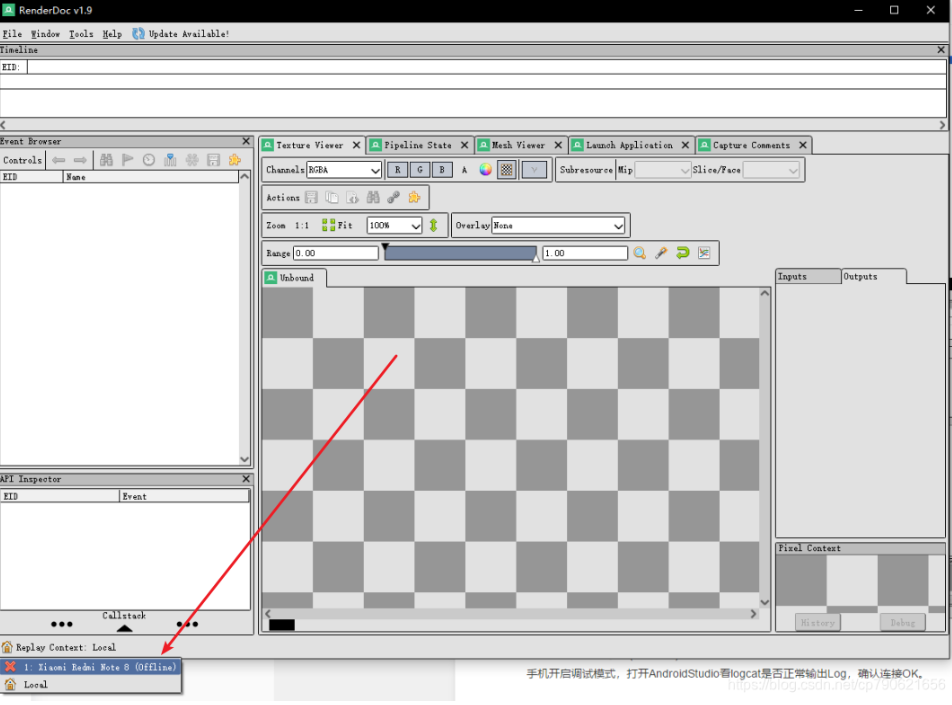 RenderDoc v1.9
File Window Tools Help Update Available!
Timeline
EID:
Event Browser
Controls
EID Name
Texture Viewer Pipeline State Mesh Viewer Launch Application Capture Comments
Channels RGBA R G B A γ Subresource Mip Slice/Face
Actions
Zoom 1:1 Fit 100% Overlay None
Range 0.00 1.00
Unbound
Inputs Outputs
API Inspector
EID Event
Callstack
Pixel Context
History Debug
Replay Context: Local
1: Xiaomi Redmi Note 8 (Offline)
Local
手机开启调试模式，打开AndroidStudio看logcat是否正常输出Log，确认连接OK。
https://blog.csdn.net/cp790621656